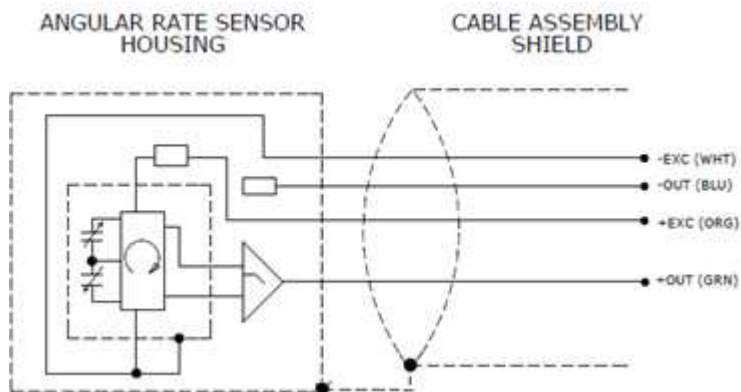 ANGULAR RATE SENSOR
HOUSING
CABLE ASSEMBLY
SHIELD
-EXC (WHT)
-OUT (BLU)
+EXC (ORG)
+OUT (GRN)